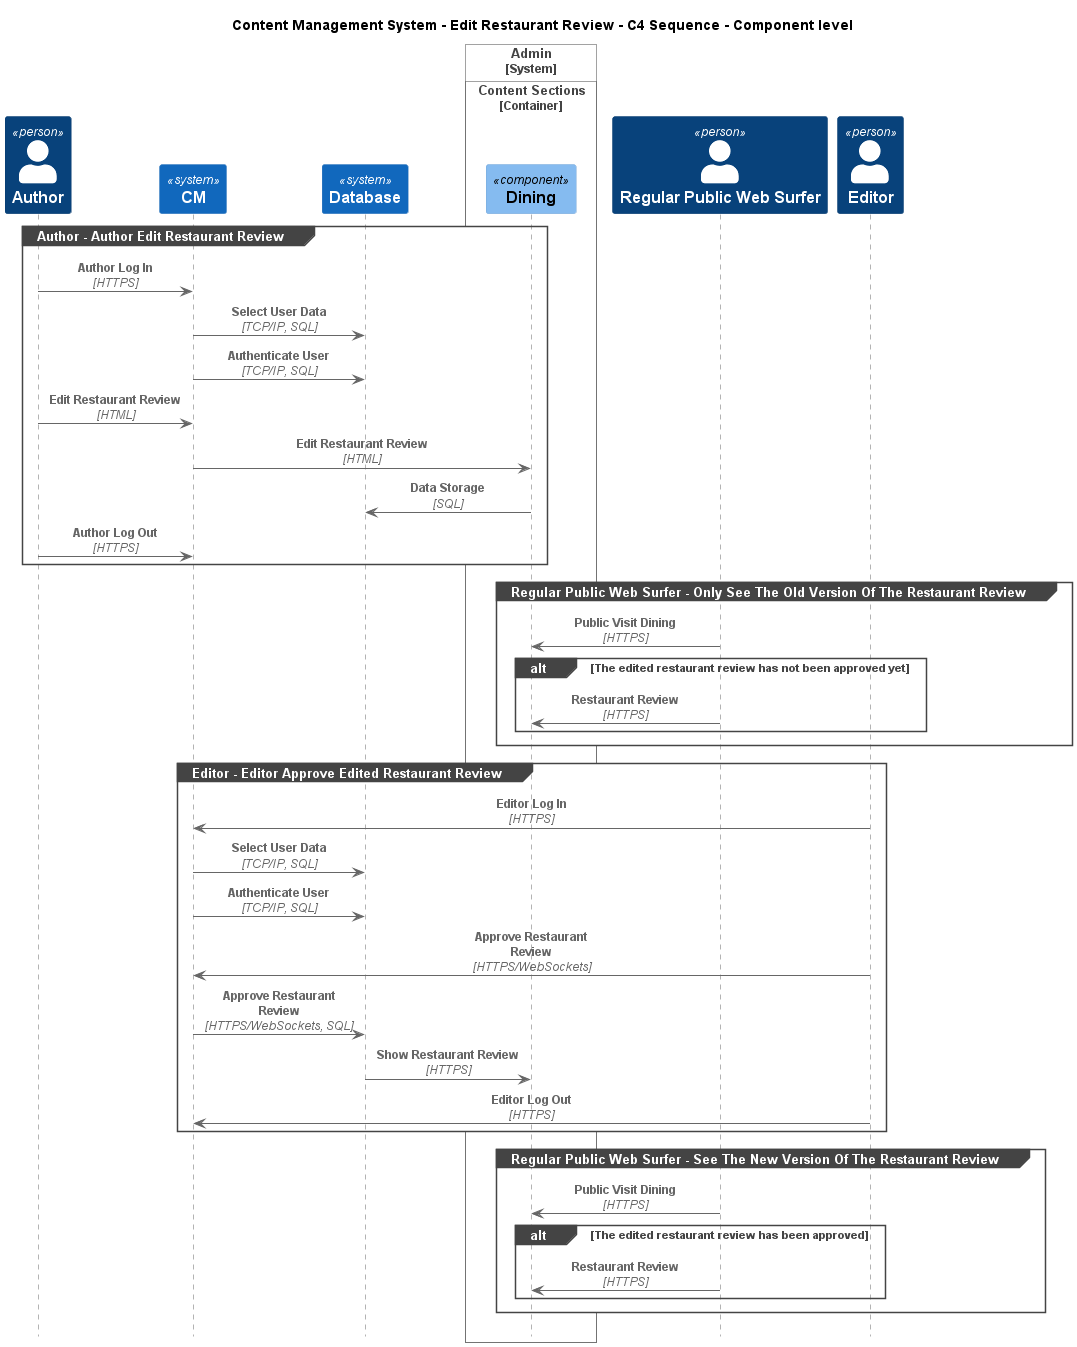 Content Management System - Edit Restaurant Review - C4 Sequence - Component level
Admin
[System]
Content Sections
[Container]
«person»
Author
«system»
CM
«system»
Database
«component»
Dining
«person»
Regular Public Web Surfer
«person»
Editor
Author - Author Edit Restaurant Review
Author Log In
[HTTPS]
Select User Data
[TCP/IP, SQL]
Authenticate User
[TCP/IP, SQL]
Edit Restaurant Review
[HTML]
Edit Restaurant Review
[HTML]
Data Storage
[SQL]
Author Log Out
[HTTPS]
Regular Public Web Surfer - Only See The Old Version Of The Restaurant Review
Public Visit Dining
[HTTPS]
alt [The edited restaurant review has not been approved yet]
Restaurant Review
[HTTPS]
Editor - Editor Approve Edited Restaurant Review
Editor Log In
[HTTPS]
Select User Data
[TCP/IP, SQL]
Authenticate User
[TCP/IP, SQL]
Approve Restaurant
Review
[HTTPS/WebSockets]
Approve Restaurant
Review
[HTTPS/WebSockets, SQL]
Show Restaurant Review
[HTTPS]
Editor Log Out
[HTTPS]
Regular Public Web Surfer - See The New Version Of The Restaurant Review
Public Visit Dining
[HTTPS]
alt [The edited restaurant review has been approved]
Restaurant Review
[HTTPS]